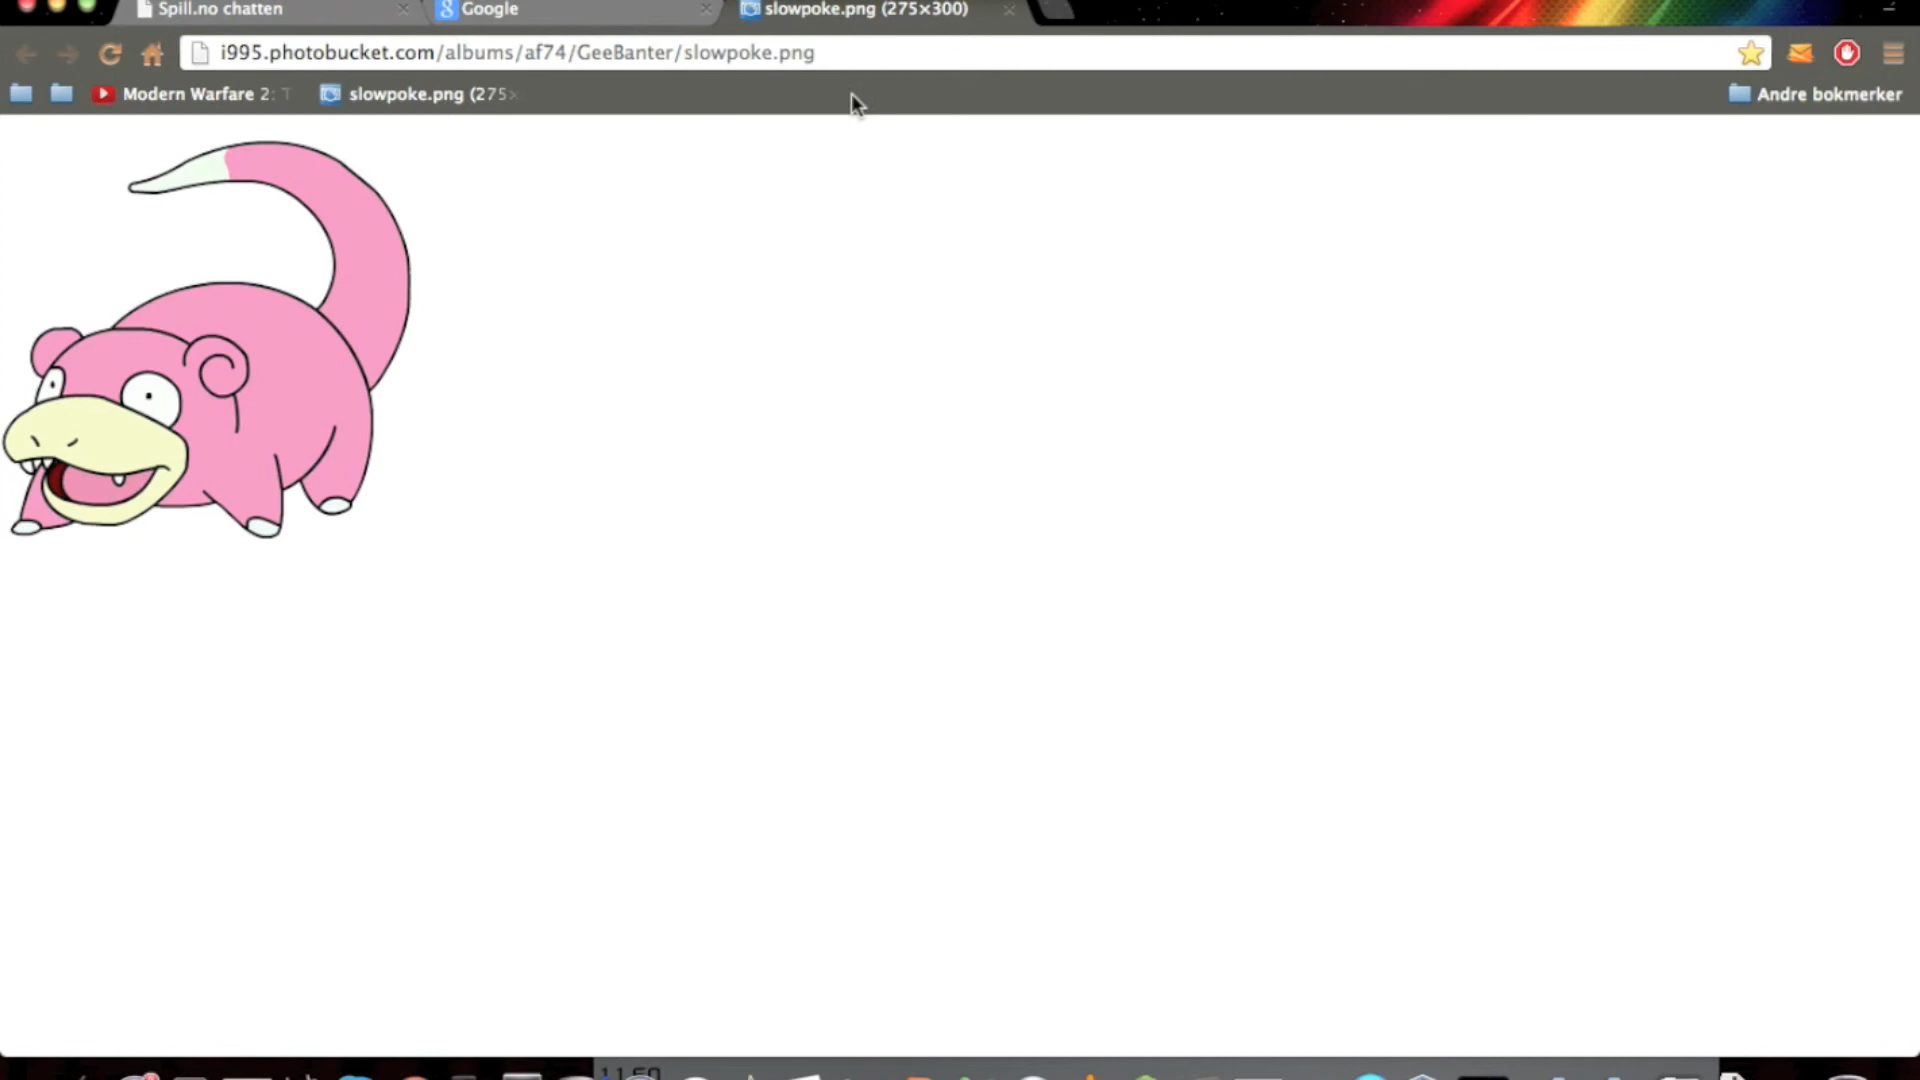 Spill.no chatten
Google
slowpoke.png (275×300)
i995.photobucket.com/albums/af74/GeeBanter/slowpoke.png
Modern Warfare 2: T
slowpoke.png (275×
Andre bokmerker